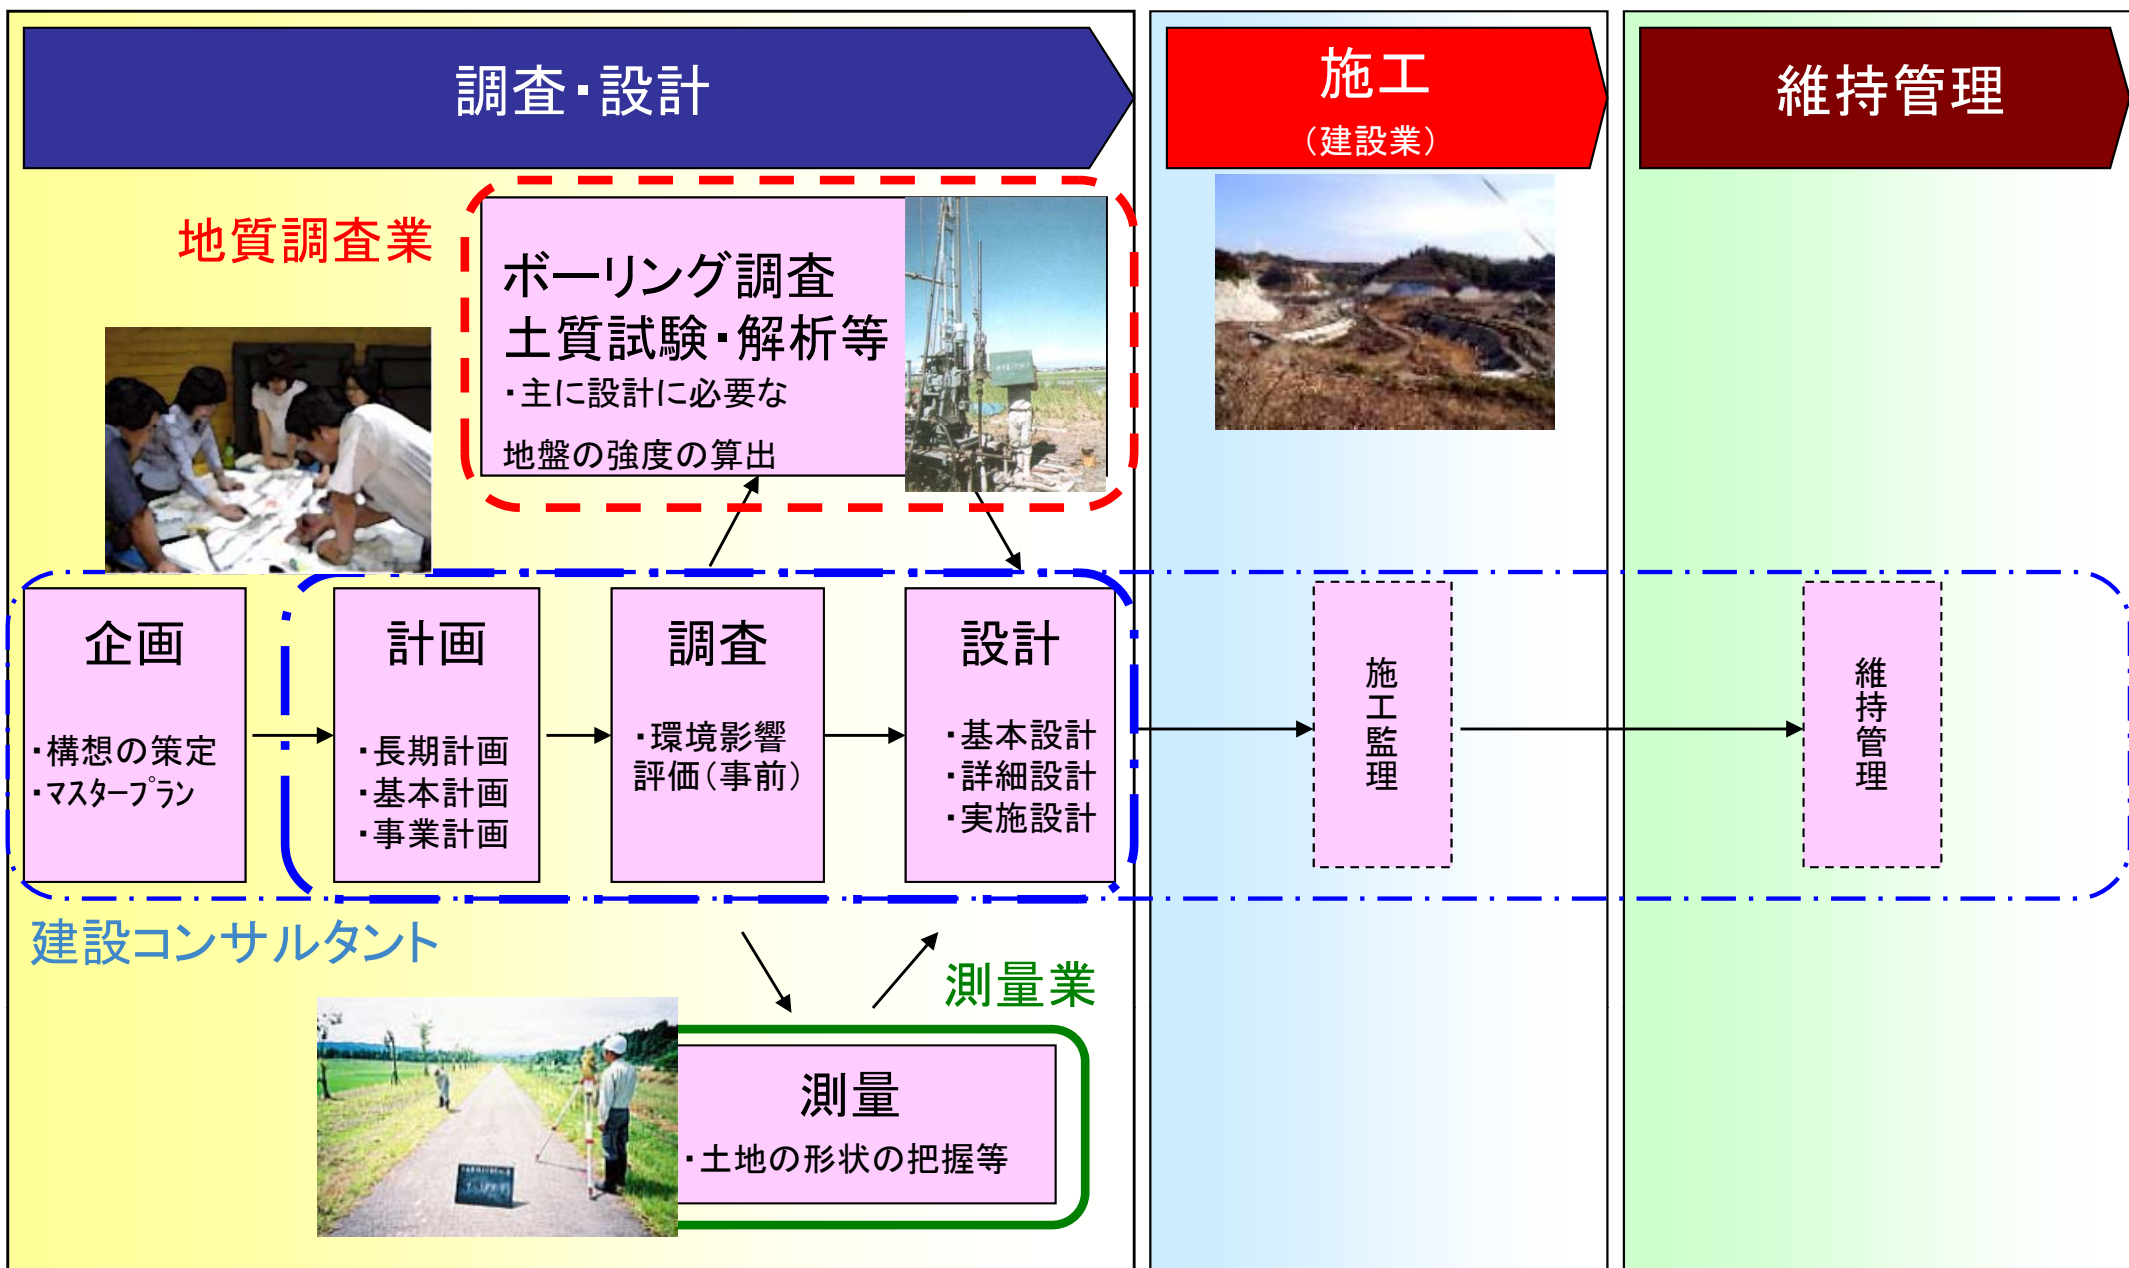 調査・設計
施工
（建設業）
維持管理
地質調査業
ボーリング調査
土質試験・解析等
・主に設計に必要な
地盤の強度の算出
企画
・構想の策定
・マスタープラン
計画
・長期計画
・基本計画
・事業計画
調査
・環境影響
評価（事前）
設計
・基本設計
・詳細設計
・実施設計
施工監理
維持管理
建設コンサルタント
測量業
測量
・土地の形状の把握等